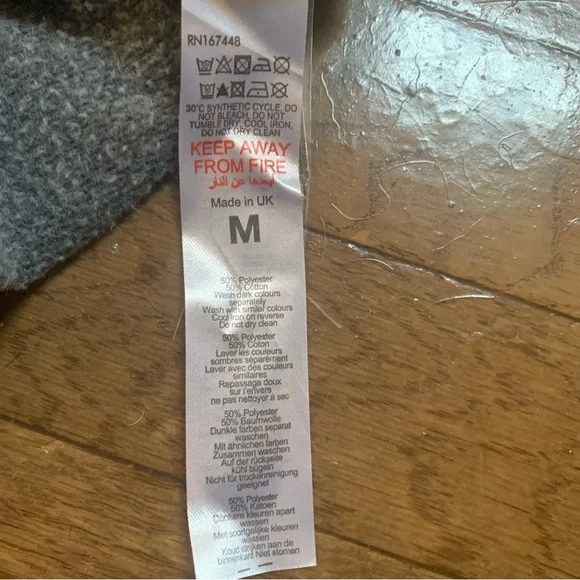 RN167448
30°C SYNTHETIC CYCLE, DO
NOT BLEACH, DO NOT
TUMBLE DRY, COOL IRON,
DO NOT DRY CLEAN
KEEP AWAY
FROM FIRE
أبعدها عن النار
Made in UK
M
50% Polyester
50% Cotton
Wash dark colours
separately
Wash with similar colours
Cool iron on reverse
Do not dry clean
50% Polyester
50% Coton
Laver les couleurs
sombres séparément
Laver avec des couleurs
similaires
Repassage doux
sur l'envers
ne pas nettoyer à sec
50% Polyester
50% Baumwolle
Dunkle farben separat
waschen
Mit ähnlichen farben
Zusammen waschen
Auf der rückseite
kühl bügeln
Nicht für trockenreinigung
geeignet
50% Polyester
50% Katoen
Donkere kleuren apart
wassen
Met soortgelijke kleuren
wassen
Koud strijken aan de
binnenkant Niet stomen